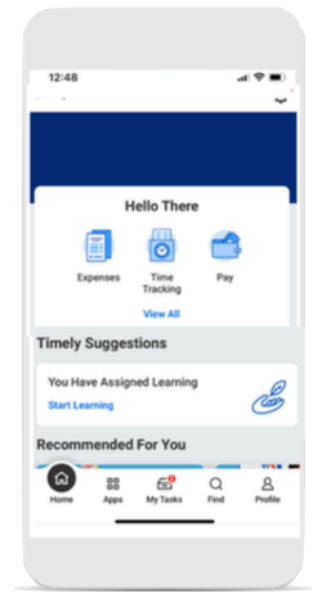 12:48
Hello There
Expenses
Time
Tracking
Pay
View All
Timely Suggestions
You Have Assigned Learning
Start Learning
Recommended For You
Home
Apps
My Tasks
Find
Profile